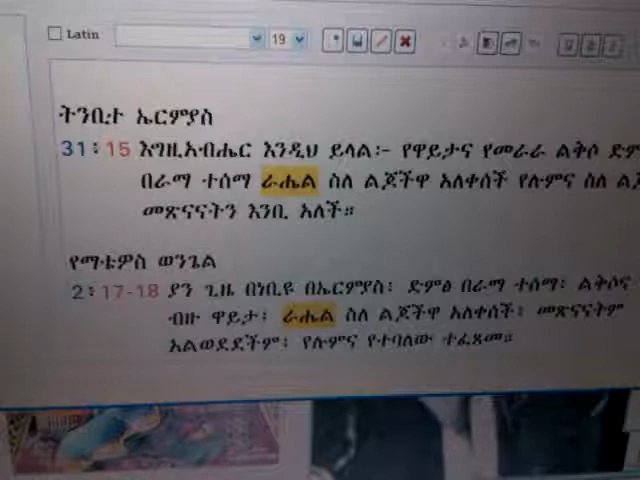 Latin 19
ትንቢተ ኤርምያስ
31፡15 እግዚአብሔር እንዲህ ይላል፡- የዋይታና የመራራ ልቅሶ ድም
በራማ ተሰማ ራሔል ስለ ልጆችዋ አለቀሰች የሉምና ስለ ልጆ
መጽናናትን እንቢ አለች።
የማቴዎስ ወንጌል
2፡17-18 ያን ጊዜ በነቢዩ በኤርምያስ፡ ድምፅ በራማ ተሰማ፡ ልቅሶና
ብዙ ዋይታ፤ ራሔል ስለ ልጆችዋ አለቀሰች፤ መጽናናትም
አልወደደችም፤ የሉምና የተባለው ተፈጸመ።